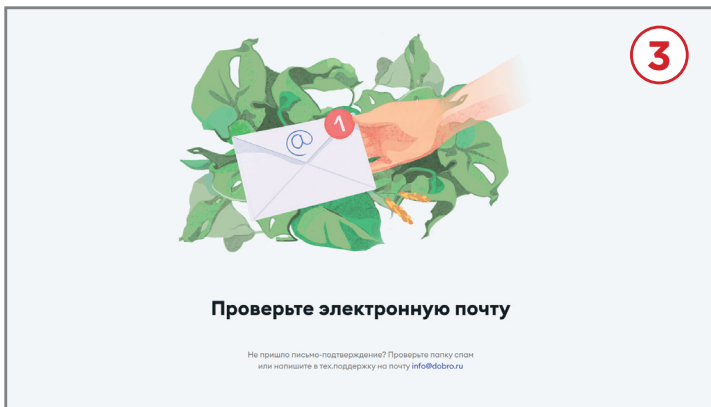 3
@
1
Проверьте электронную почту
Не пришло письмо-подтверждение? Проверьте папку спам
или напишите в тех.поддержку на почту info@dobro.ru